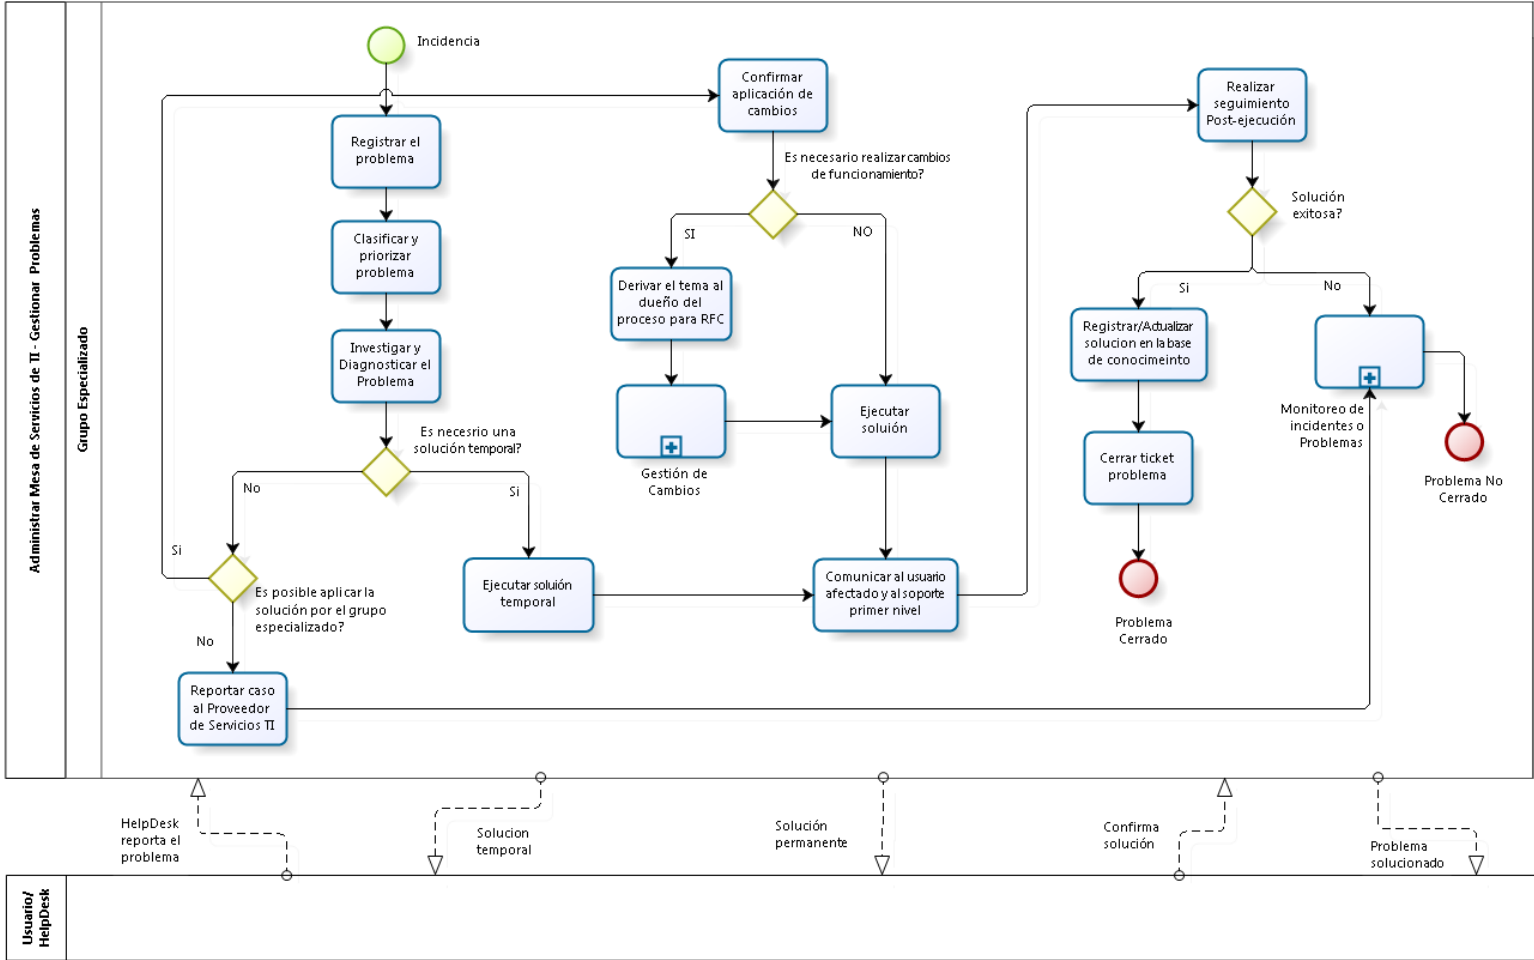 Administrar Mesa de Servicios de TI - Gestionar Problemas
Grupo Especializado
Incidencia
Registrar el
problema
Clasificar y
priorizar
problema
Investigar y
Diagnosticar el
Problema
Es necesrio una
solución temporal?
No
Si
Si
Es posible aplicar la
solución por el grupo
especializado?
No
Reportar caso
al Proveedor
de Servicios TI
Ejecutar soluión
temporal
Confirmar
aplicación de
cambios
Es necesario realizar cambios
de funcionamiento?
SI
NO
Derivar el tema al
dueño del
proceso para RFC
Gestión de
Cambios
Ejecutar
soluión
Comunicar al usuario
afectado y al soporte
primer nivel
Realizar
seguimiento
Post-ejecución
Solución
exitosa?
Si
No
Registrar/Actualizar
solucion en la base
de conocimeinto
Cerrar ticket
problema
Problema
Cerrado
Monitoreo de
incidentes o
Problemas
Problema No
Cerrado
HelpDesk
reporta el
problema
Solucion
temporal
Solución
permanente
Confirma
solución
Problema
solucionado
Usuario/
HelpDesk